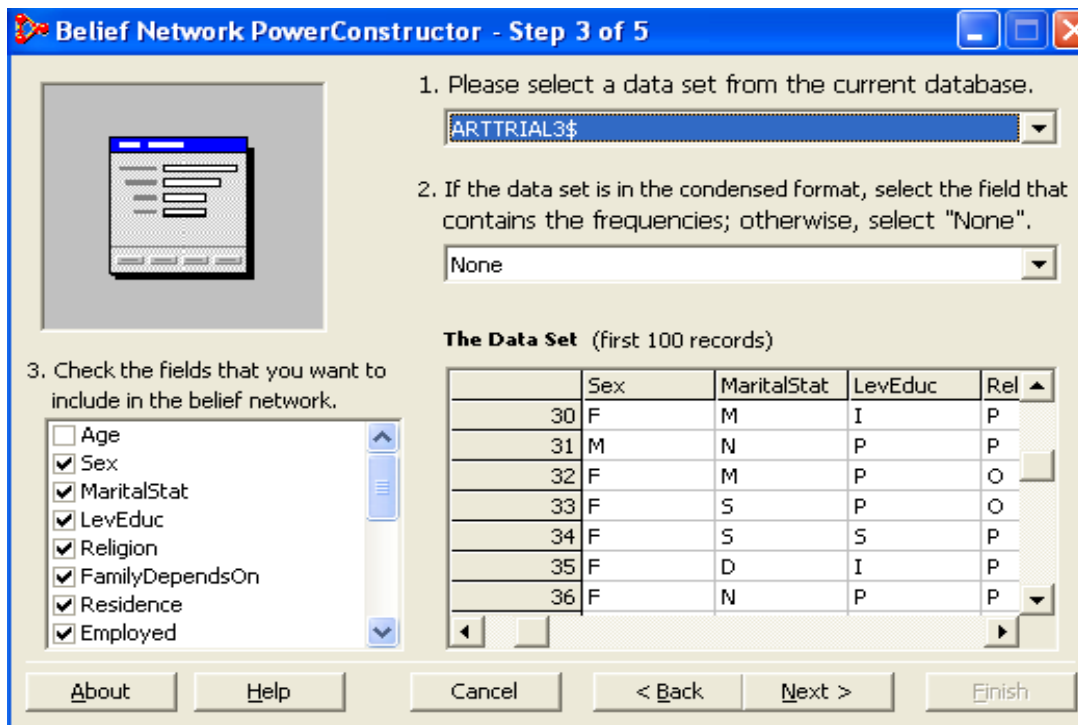 Belief Network PowerConstructor - Step 3 of 5
1. Please select a data set from the current database.
ARTTRIAL3$
2. If the data set is in the condensed format, select the field that
contains the frequencies; otherwise, select "None".
None
The Data Set (first 100 records)
3. Check the fields that you want to
include in the belief network.
Age
Sex
MaritalStat
LevEduc
Religion
FamilyDependsOn
Residence
Employed
Sex MaritalStat LevEduc Rel
30 F M I P
31 M N P P
32 F M P O
33 F S P O
34 F S S P
35 F D I P
36 F N P P
About Help Cancel < Back Next > Finish